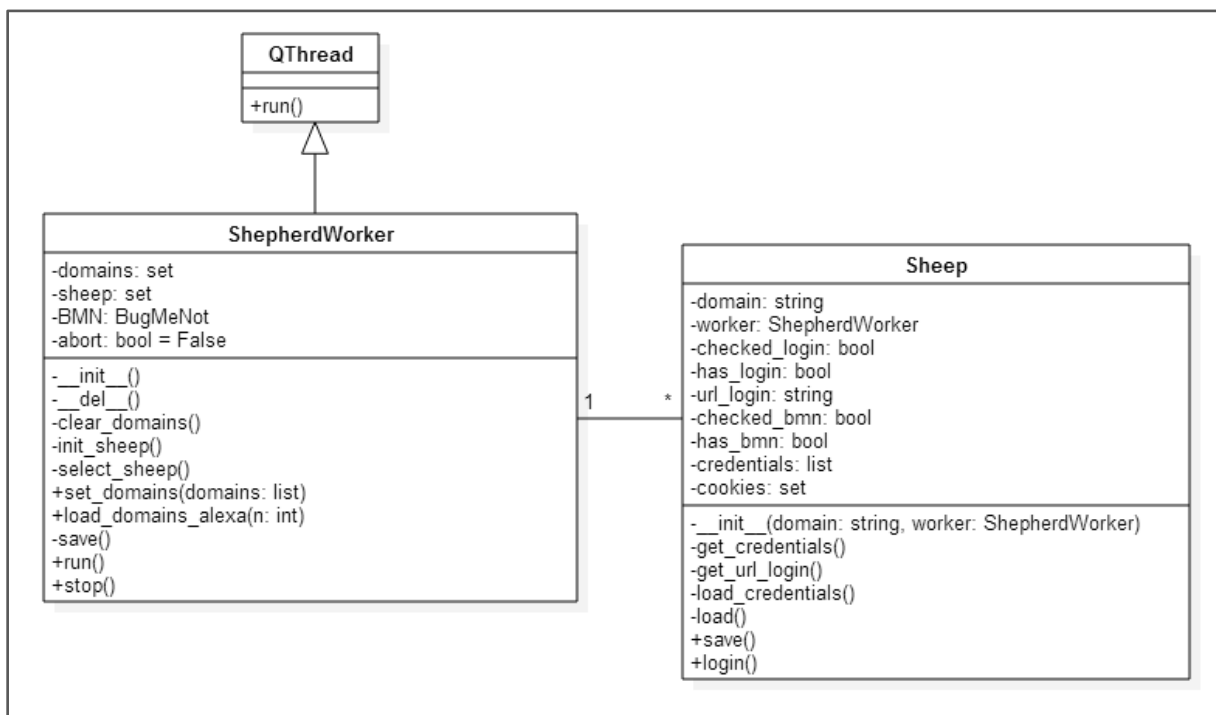 QThread
+run()
ShepherdWorker
-domains: set
-sheep: set
-BMN: BugMeNot
-abort: bool = False
-__init__()
-__del__()
-clear_domains()
-init_sheep()
-select_sheep()
+set_domains(domains: list)
+load_domains_alexa(n: int)
-save()
+run()
+stop()
1
*
Sheep
-domain: string
-worker: ShepherdWorker
-checked_login: bool
-has_login: bool
-url_login: string
-checked_bmn: bool
-has_bmn: bool
-credentials: list
-cookies: set
-__init__(domain: string, worker: ShepherdWorker)
-get_credentials()
-get_url_login()
-load_credentials()
-load()
+save()
+login()